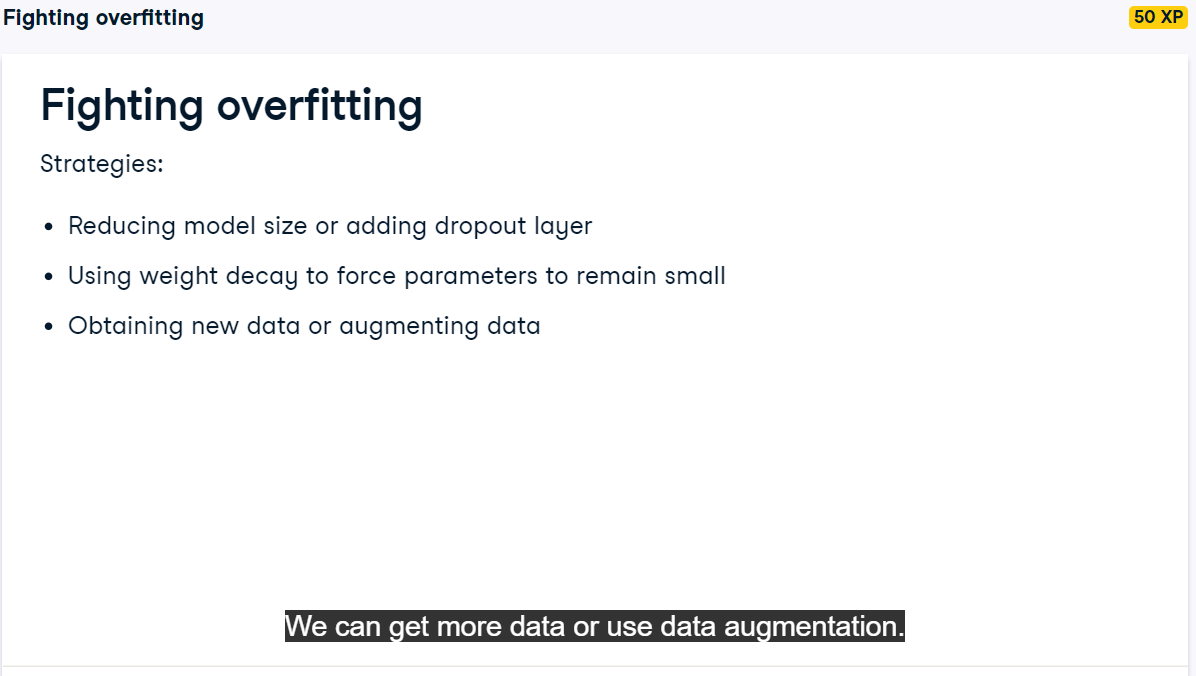 Fighting overfitting
50 XP
Fighting overfitting
Strategies:
• Reducing model size or adding dropout layer
• Using weight decay to force parameters to remain small
• Obtaining new data or augmenting data
We can get more data or use data augmentation.